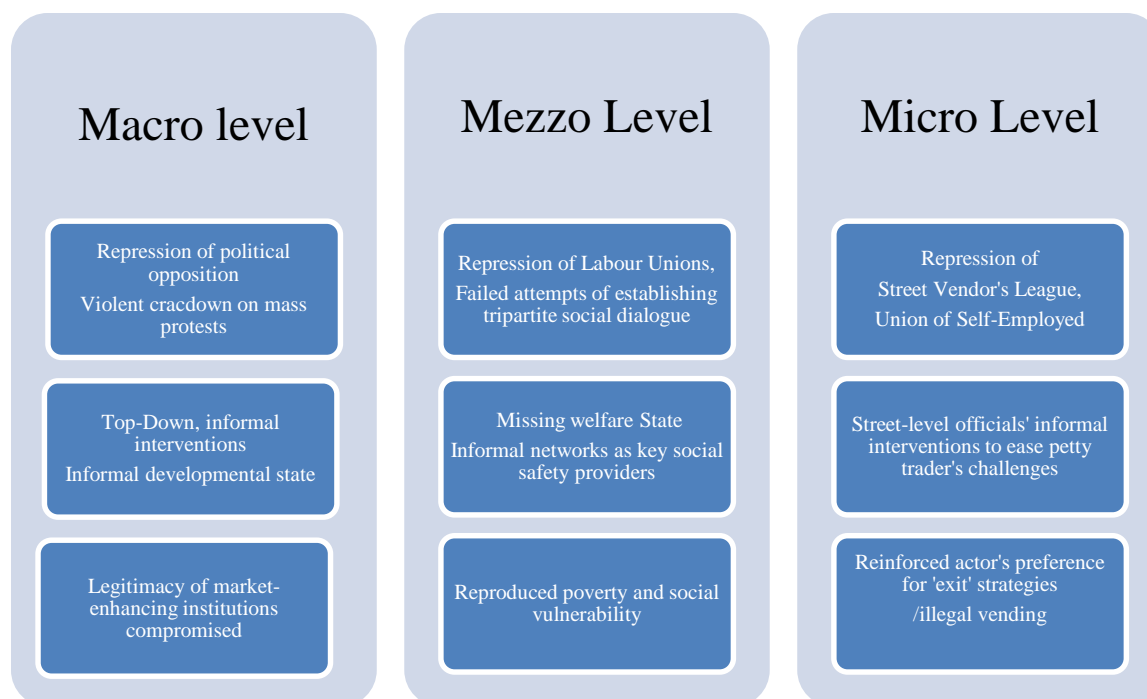 Macro level
Repression of political
opposition
Violent cracdown on mass
protests
Top-Down, informal
interventions
Informal developmental state
Legitimacy of market-
enhancing institutions
compromised
Mezzo Level
Repression of Labour Unions,
Failed attempts of establishing
tripartite social dialogue
Missing welfare State
Informal networks as key social
safety providers
Reproduced poverty and social
vulnerability
Micro Level
Repression of
Street Vendor's League,
Union of Self-Employed
Street-level officials' informal
interventions to ease petty
trader's challenges
Reinforced actor's preference
for 'exit' strategies
/illegal vending